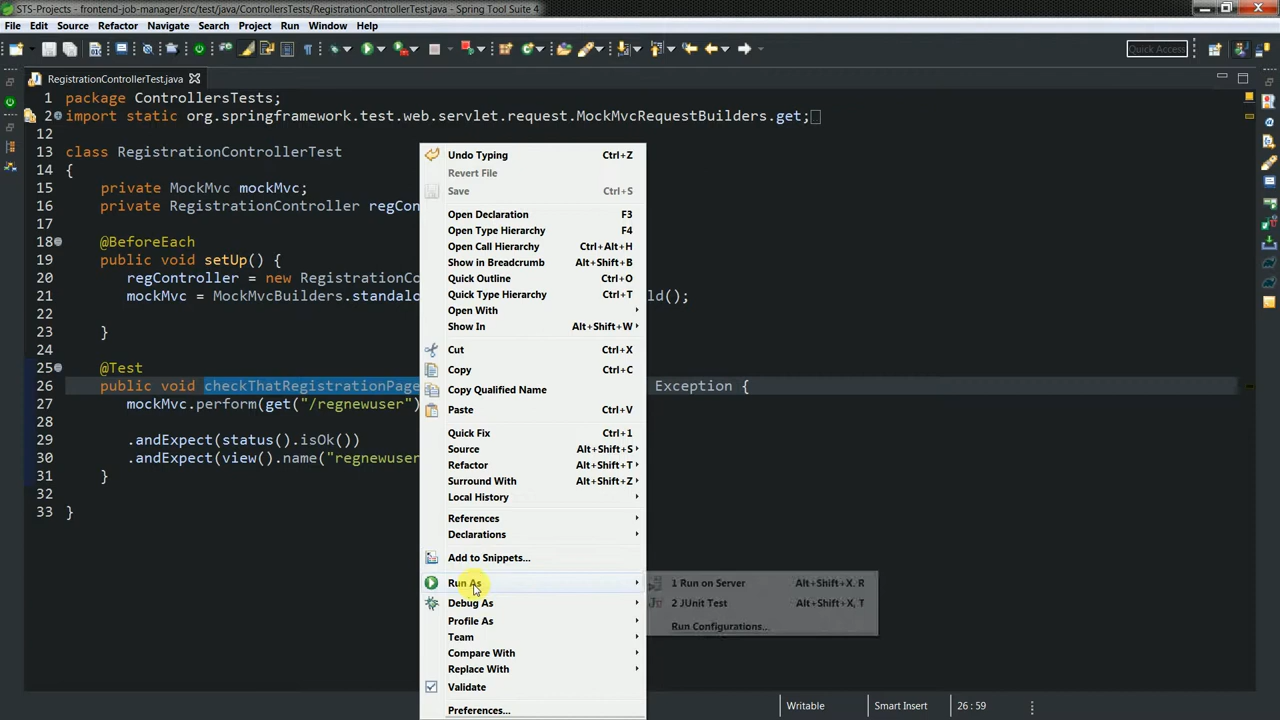 STS-Projects - frontend-job-manager/src/test/java/ControllersTests/RegistrationControllerTest.java - Spring Tool Suite 4
File Edit Source Refactor Navigate Search Project Run Window Help
Quick Access
RegistrationControllerTest.java
1 package ControllersTests;
2 import static org.springframework.test.web.servlet.request.MockMvcRequestBuilders.get;
12
13 class RegistrationControllerTest
14 {
15 private MockMvc mockMvc;
16 private RegistrationController regCon
17
18 @BeforeEach
19 public void setUp() {
20 regController = new RegistrationCo
21 mockMvc = MockMvcBuilders.standalo ld();
22
23 }
24
25 @Test
26 public void checkThatRegistrationPage Exception {
27 mockMvc.perform(get("/regnewuser")
28
29 .andExpect(status().isOk())
30 .andExpect(view().name("regnewuser
31 }
32
33 }
Undo Typing Ctrl+Z
Revert File
Save Ctrl+S
Open Declaration F3
Open Type Hierarchy F4
Open Call Hierarchy Ctrl+Alt+H
Show in Breadcrumb Alt+Shift+B
Quick Outline Ctrl+O
Quick Type Hierarchy Ctrl+T
Open With
Show In Alt+Shift+W
Cut Ctrl+X
Copy Ctrl+C
Copy Qualified Name
Paste Ctrl+V
Quick Fix Ctrl+1
Source Alt+Shift+S
Refactor Alt+Shift+T
Surround With Alt+Shift+Z
Local History
References
Declarations
Add to Snippets...
Run As
Debug As
Profile As
Team
Compare With
Replace With
Validate
Preferences...
1 Run on Server Alt+Shift+X, R
2 JUnit Test Alt+Shift+X, T
Run Configurations...
Writable Smart Insert 26 : 59